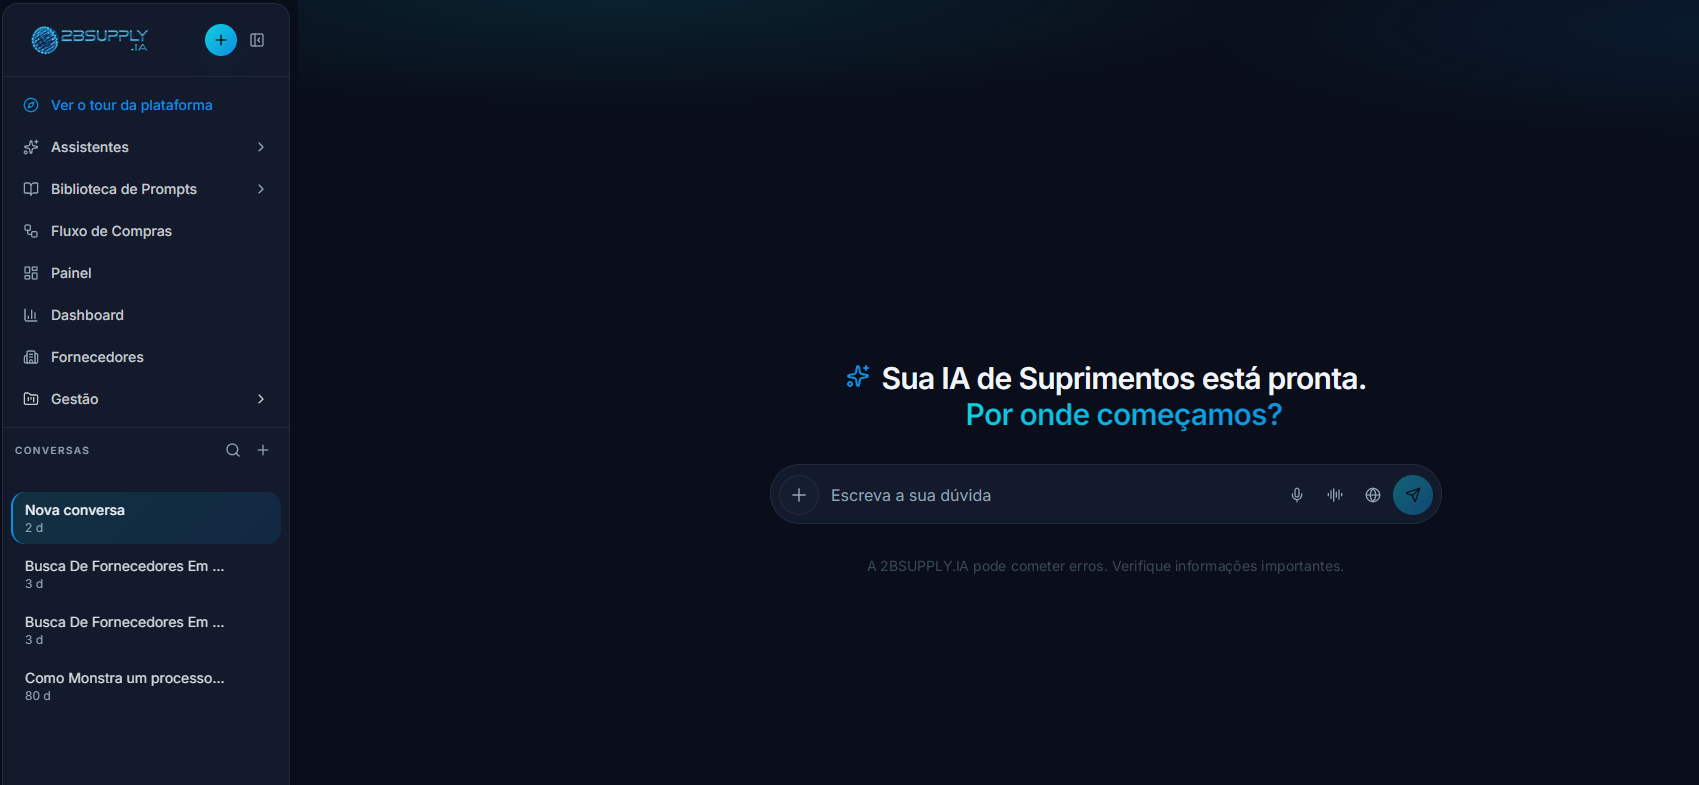 2BSUPPLY
.IA
Ver o tour da plataforma
Assistentes
Biblioteca de Prompts
Fluxo de Compras
Painel
Dashboard
Fornecedores
Gestão
CONVERSAS
Nova conversa
2 d
Busca De Fornecedores Em ...
3 d
Busca De Fornecedores Em ...
3 d
Como Monstra um processo...
80 d
Sua IA de Suprimentos está pronta.
Por onde começamos?
Escreva a sua dúvida
A 2BSUPPLY.IA pode cometer erros. Verifique informações importantes.